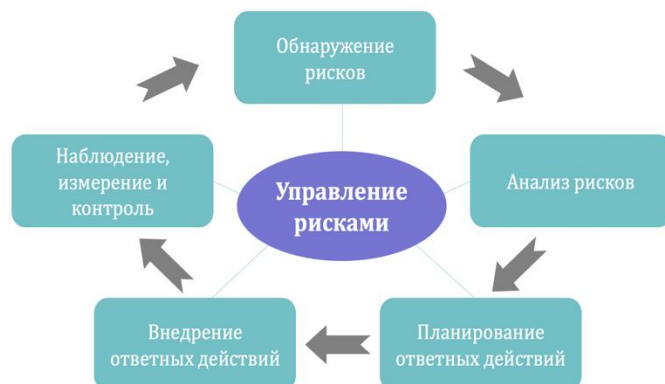 Обнаружение
рисков
Наблюдение,
измерение и
контроль
Управление
рисками
Анализ рисков
Внедрение
ответных действий
Планирование
ответных действий